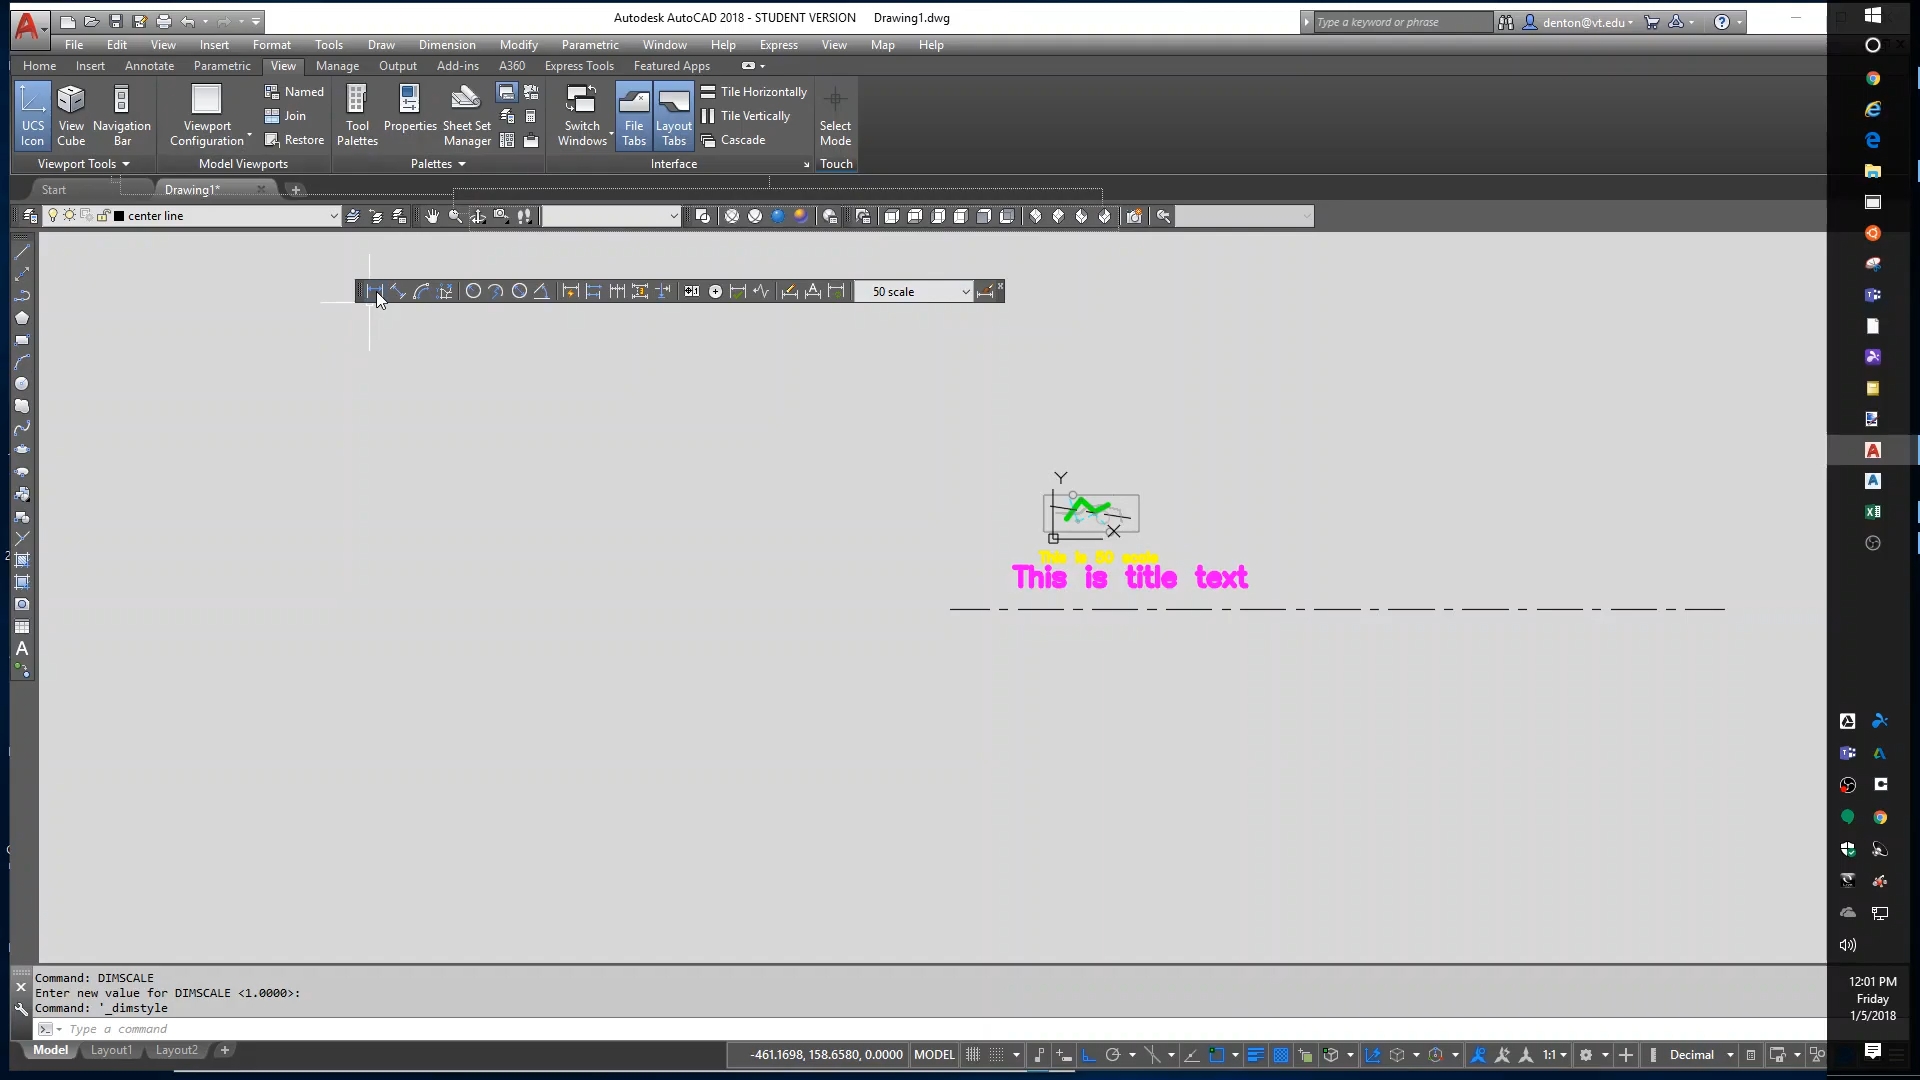 Autodesk AutoCAD 2018 - STUDENT VERSION Drawing1.dwg
Type a keyword or phrase
denton@vt.edu
File Edit View Insert Format Tools Draw Dimension Modify Parametric Window Help Express View Map Help
Home Insert Annotate Parametric View Manage Output Add-ins A360 Express Tools Featured Apps
UCS Icon
View Cube
Navigation Bar
Viewport Configuration
Named
Join
Restore
Tool Palettes
Properties
Sheet Set Manager
Switch Windows
File Tabs
Layout Tabs
Tile Horizontally
Tile Vertically
Cascade
Select Mode
Viewport Tools
Model Viewports
Palettes
Interface
Touch
Start
Drawing1*
center line
50 scale
Y
X
This is 50 scale
This is title text
Command: DIMSCALE
Enter new value for DIMSCALE <1.0000>:
Command: '_dimstyle
Type a command
Model Layout1 Layout2
-461.1698, 158.6580, 0.0000 MODEL
1:1
Decimal
12:01 PM
Friday
1/5/2018